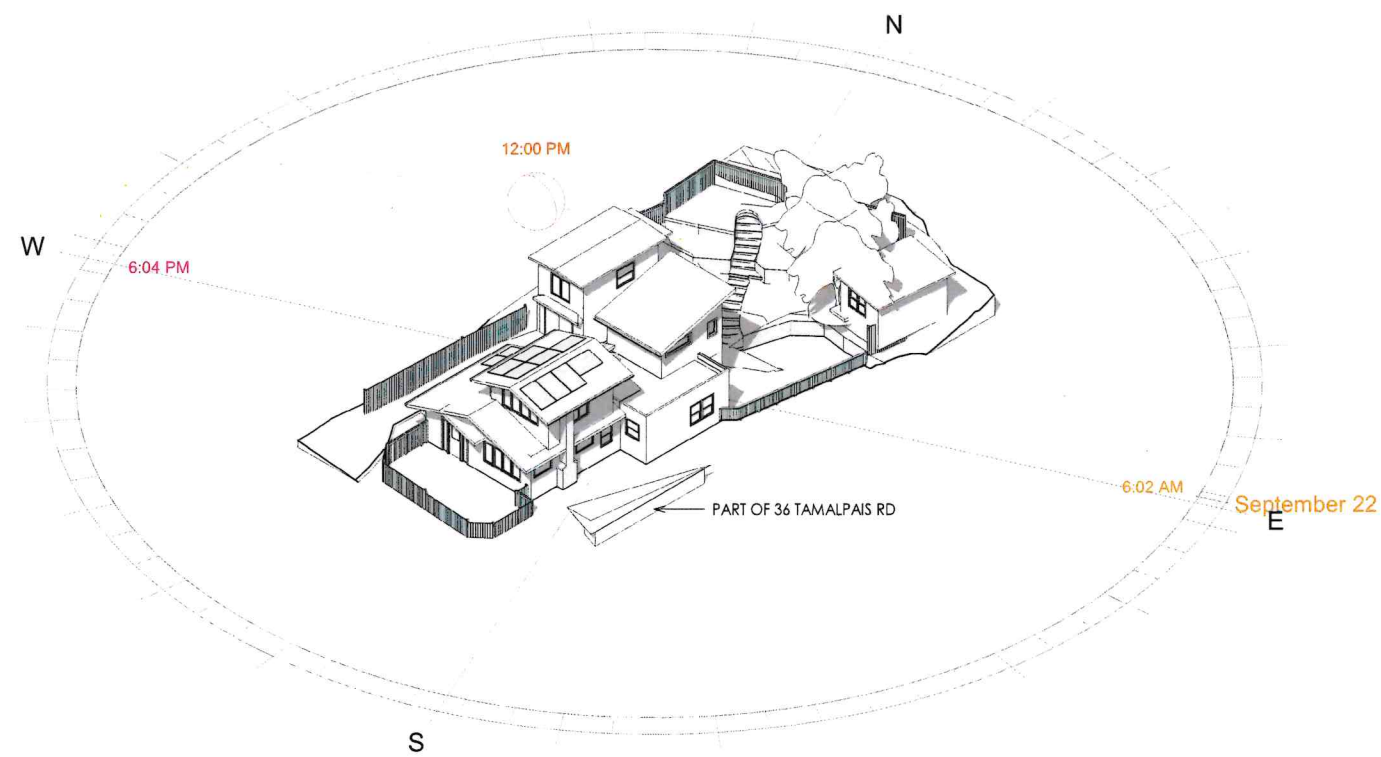 N
12:00 PM
W
6:04 PM
6:02 AM
September 22
E
PART OF 36 TAMALPAIS RD
S